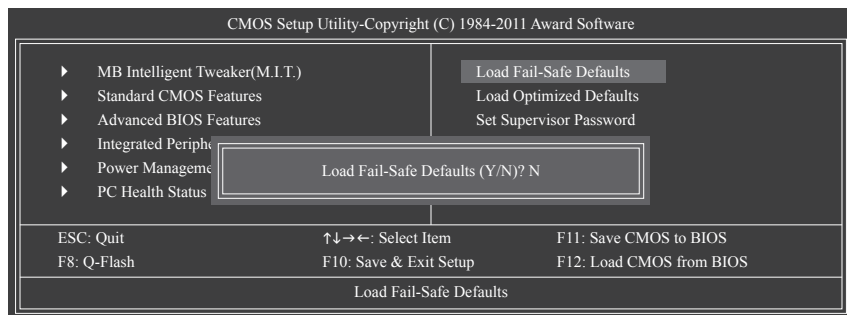 CMOS Setup Utility-Copyright (C) 1984-2011 Award Software
MB Intelligent Tweaker(M.I.T.)
Standard CMOS Features
Advanced BIOS Features
Integrated Periphe
Power Manageme
PC Health Status
Load Fail-Safe Defaults
Load Optimized Defaults
Set Supervisor Password
Load Fail-Safe Defaults (Y/N)? N
ESC: Quit
↑↓→←: Select Item
F11: Save CMOS to BIOS
F8: Q-Flash
F10: Save & Exit Setup
F12: Load CMOS from BIOS
Load Fail-Safe Defaults